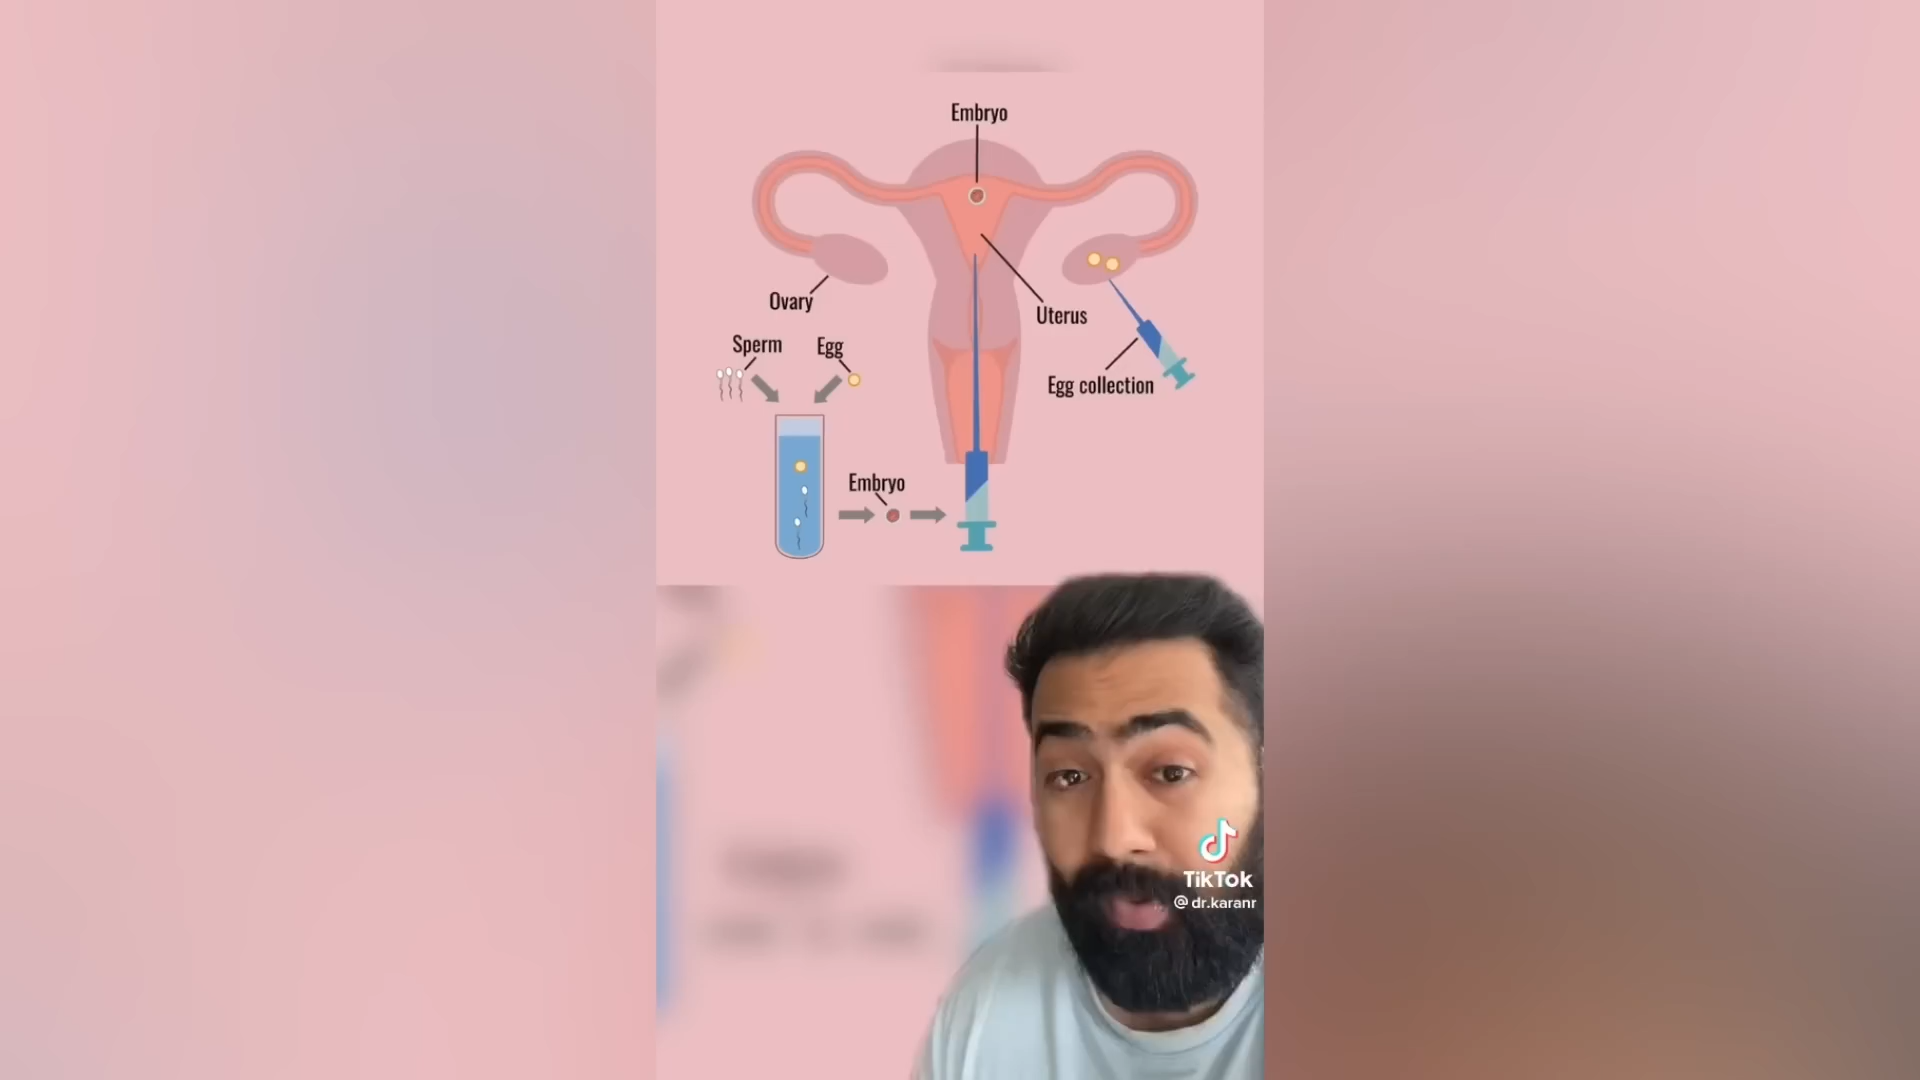 Embryo
Ovary
Uterus
Sperm
Egg
Egg collection
Embryo
TikTok
@dr.karanr